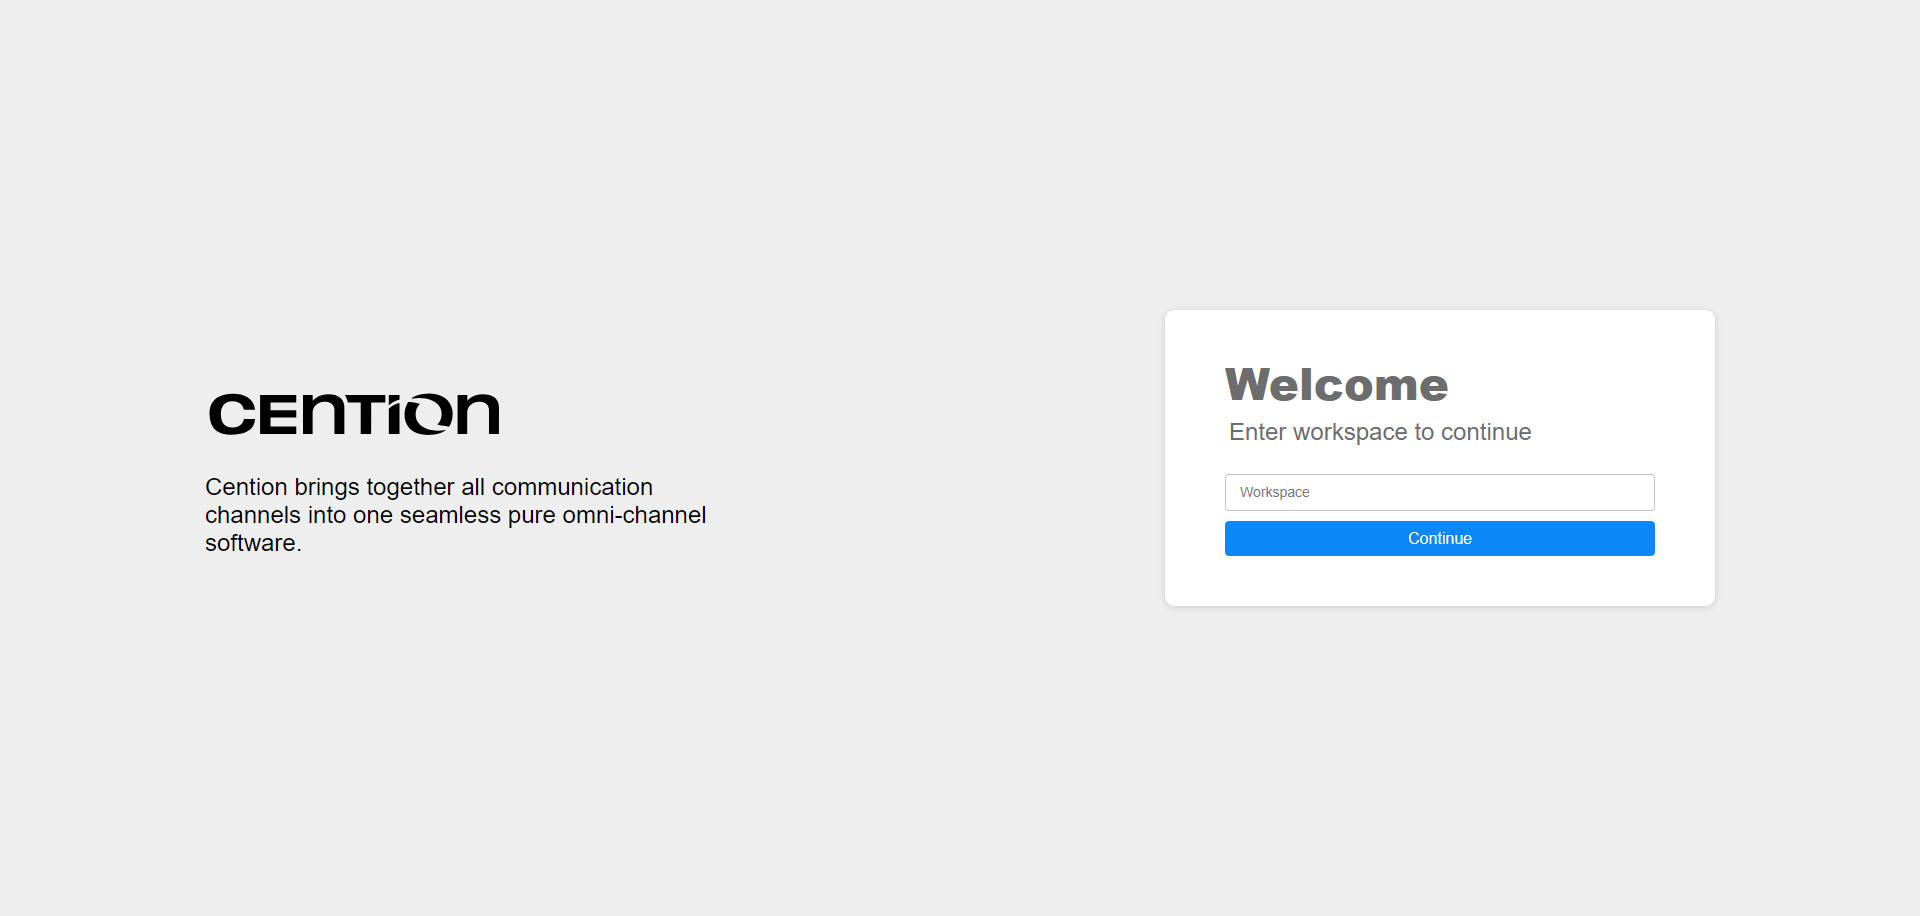 CENTION
Cention brings together all communication
channels into one seamless pure omni-channel
software.
Welcome
Enter workspace to continue
Workspace
Continue